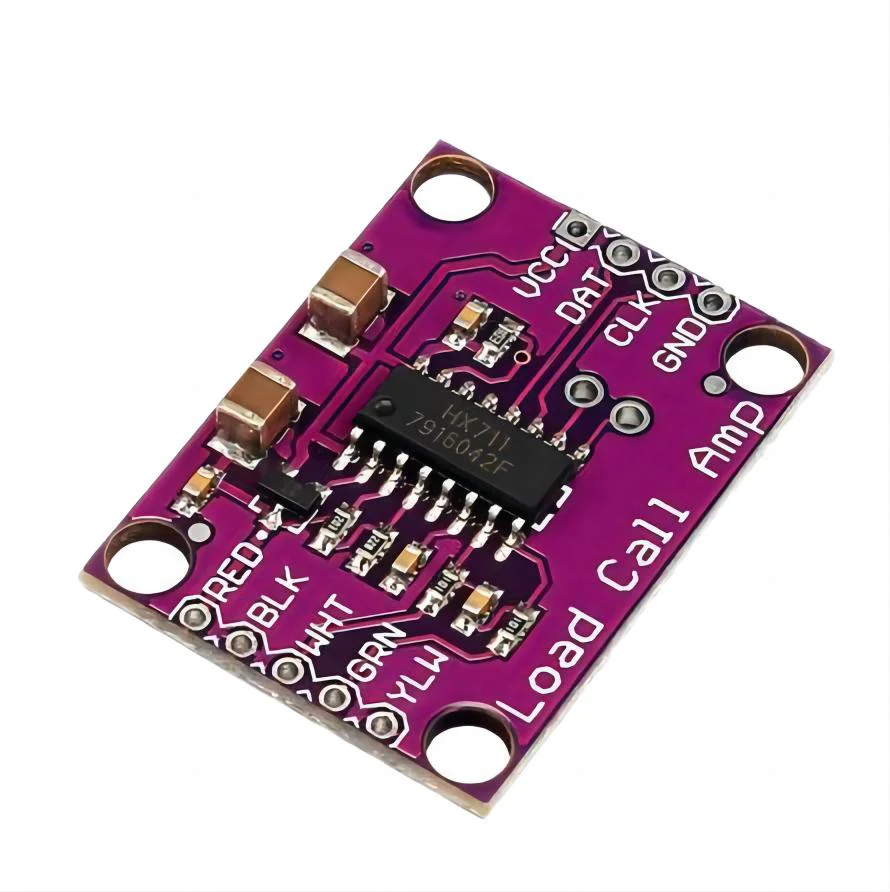 VCC
DAT
CLK
GND
HX711
7916042F
RED
BLK
WHT
GRN
YLW
Load Call Amp